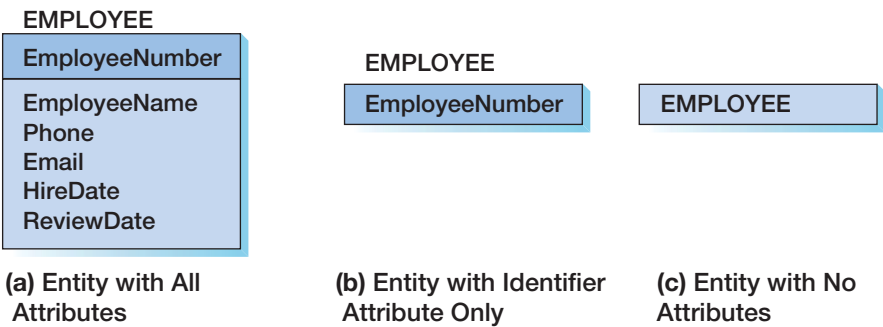 EMPLOYEE
EmployeeNumber
EmployeeName
Phone
Email
HireDate
ReviewDate
(a) Entity with All
Attributes
EMPLOYEE
EmployeeNumber
(b) Entity with Identifier
Attribute Only
EMPLOYEE
(c) Entity with No
Attributes